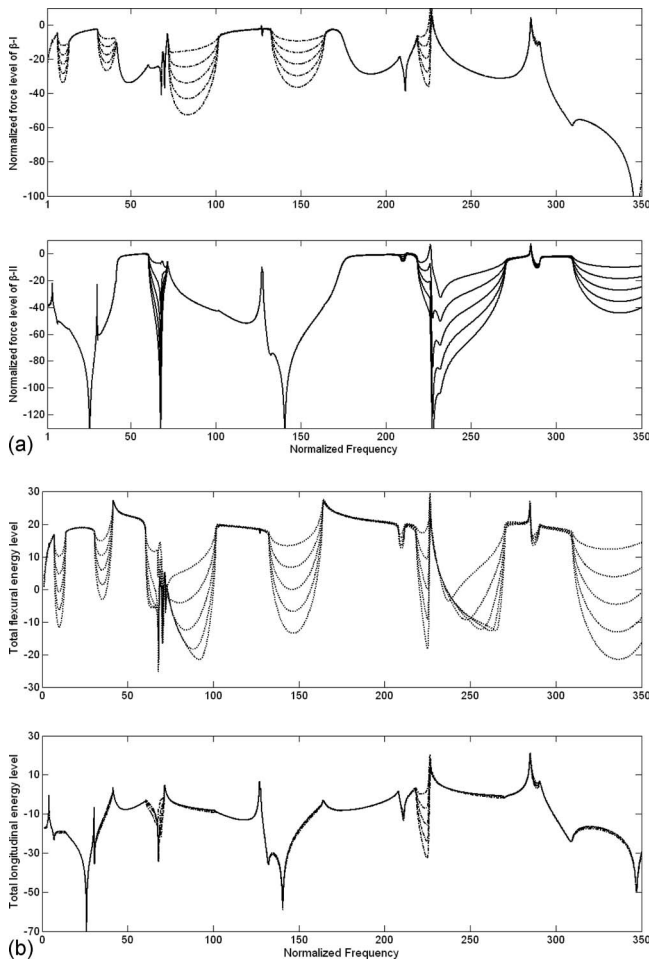 Normalized force level of β-I
10
0
-20
-40
-60
-80
-100
1 50 100 150 200 250 300 350
Normalized force level of β-II
0
-20
-40
-60
-80
-100
-120
1 50 100 150 200 250 300 350
Normalized Frequency
(a)
Total flexural energy level
30
20
10
0
-10
-20
-30
0 50 100 150 200 250 300 350
Total longitudinal energy level
30
10
-10
-30
-50
-70
0 50 100 150 200 250 300 350
Normalized Frequency
(b)